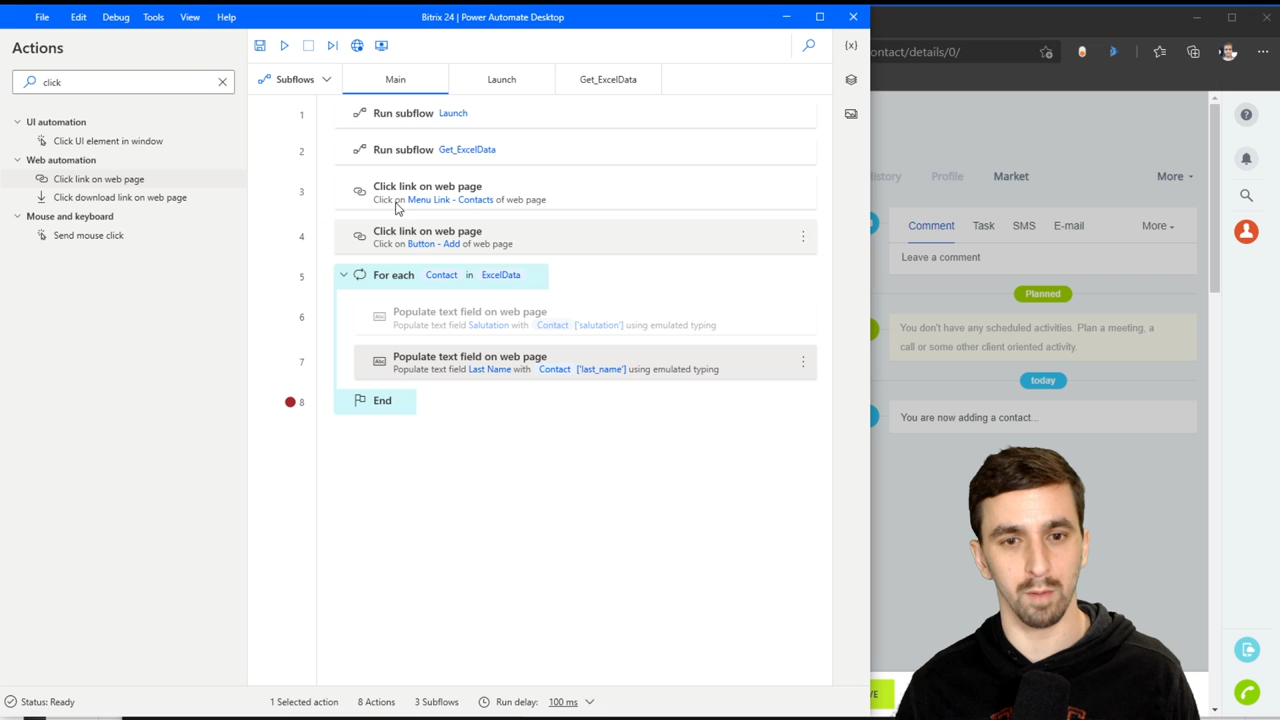 File Edit Debug Tools View Help
Bitrix 24 | Power Automate Desktop
Actions
click
UI automation
Click UI element in window
Web automation
Click link on web page
Click download link on web page
Mouse and keyboard
Send mouse click
Subflows Main Launch Get_ExcelData
{x}
1 Run subflow Launch
2 Run subflow Get_ExcelData
3 Click link on web page
Click on Menu Link - Contacts of web page
4 Click link on web page
Click on Button - Add of web page
5 For each Contact in ExcelData
6 Populate text field on web page
Populate text field Salutation with Contact ['salutation'] using emulated typing
7 Populate text field on web page
Populate text field Last Name with Contact ['last_name'] using emulated typing
8 End
Status: Ready
1 Selected action 8 Actions 3 Subflows Run delay: 100 ms
ontact/details/0/
istory Profile Market More
Comment Task SMS E-mail More
Leave a comment
Planned
You don't have any scheduled activities. Plan a meeting, a
call or some other client oriented activity.
today
You are now adding a contact...
VE